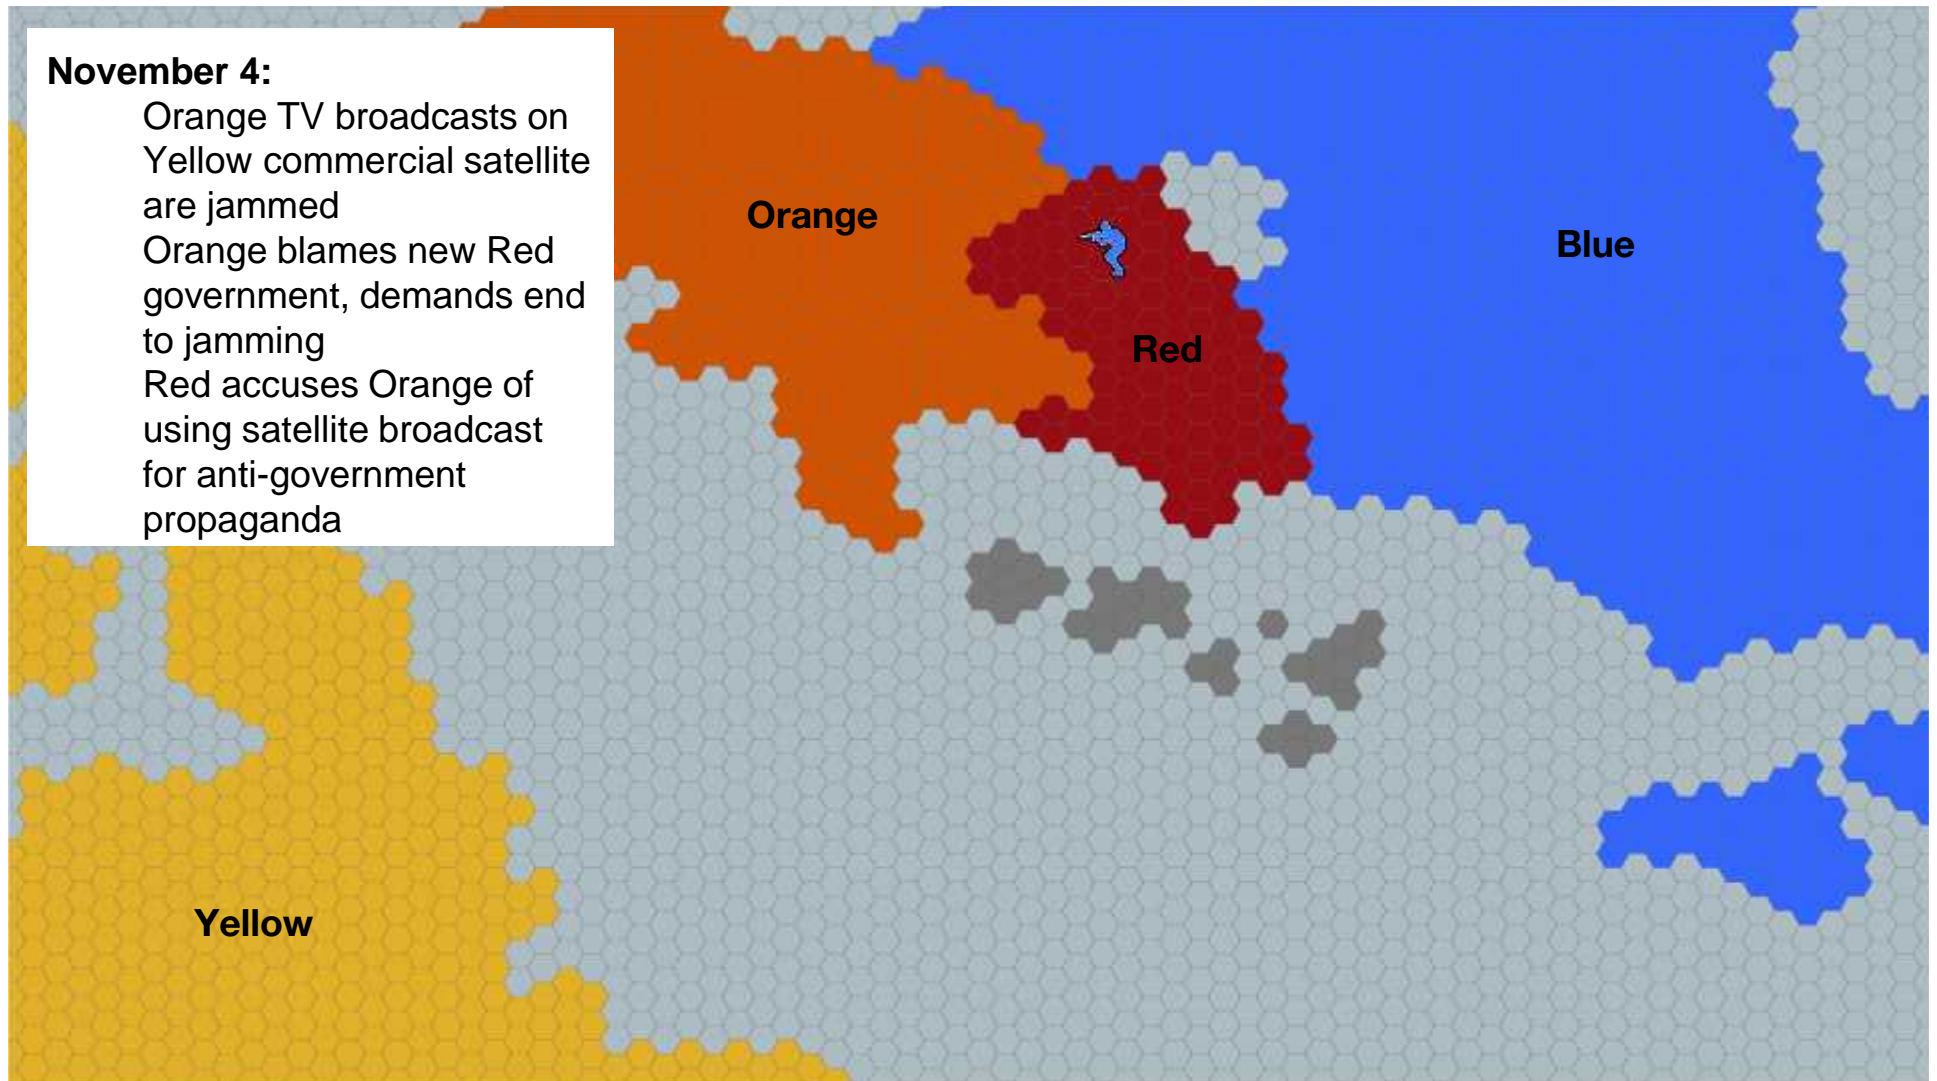 November 4:
Orange TV broadcasts on
Yellow commercial satellite
are jammed
Orange blames new Red
government, demands end
to jamming
Red accuses Orange of
using satellite broadcast
for anti-government
propaganda
Orange
Blue
Red
Yellow